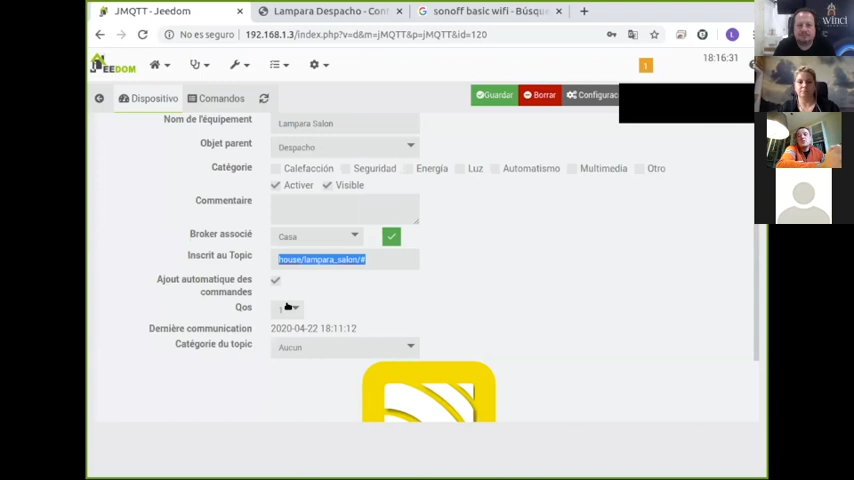 JMQTT - Jeedom
Lampara Despacho - Con
sonoff basic wifi - Búsque
No es seguro
192.168.1.3/index.php?v=d&m=jMQTT&p=jMQTT&id=120
L
winci
JEEDOM
1
18:16:31
Dispositivo
Comandos
Guardar
Borrar
Configurac
Nom de l'équipement
Lampara Salon
Objet parent
Despacho
Catégorie
Calefacción
Seguridad
Energía
Luz
Automatismo
Multimedia
Otro
Activer
Visible
Commentaire
Broker associé
Casa
Inscrit au Topic
house/lampara_salon/#
Ajout automatique des
commandes
Qos
1
Dernière communication
2020-04-22 18:11:12
Catégorie du topic
Aucun